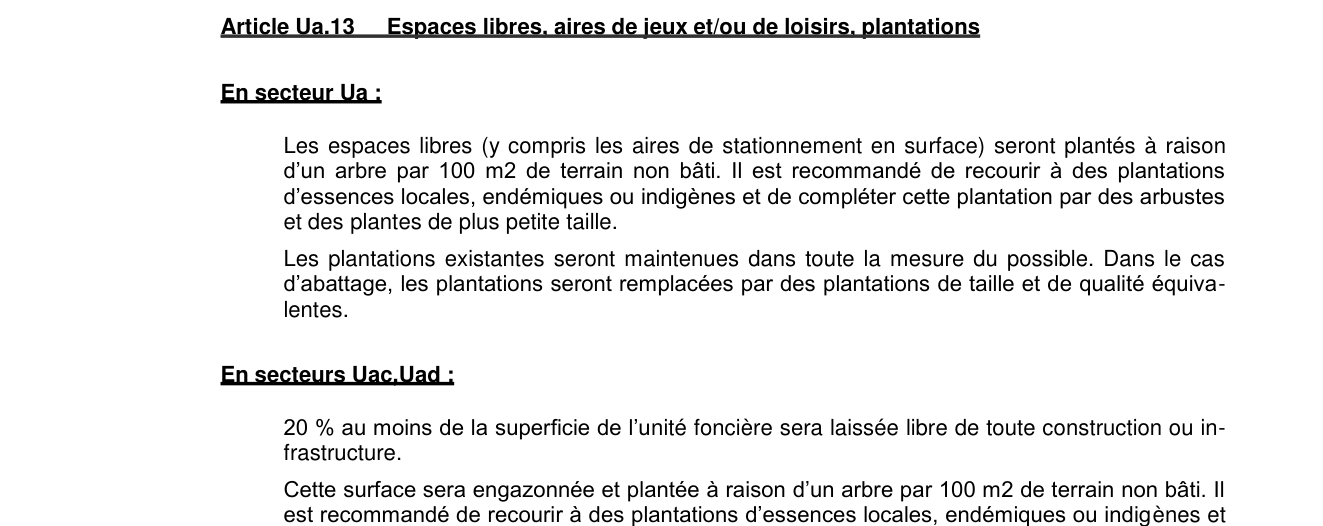 Article Ua.13 Espaces libres, aires de jeux et/ou de loisirs, plantations
En secteur Ua :
Les espaces libres (y compris les aires de stationnement en surface) seront plantés à raison
d’un arbre par 100 m2 de terrain non bâti. Il est recommandé de recourir à des plantations
d’essences locales, endémiques ou indigènes et de compléter cette plantation par des arbustes
et des plantes de plus petite taille.
Les plantations existantes seront maintenues dans toute la mesure du possible. Dans le cas
d’abattage, les plantations seront remplacées par des plantations de taille et de qualité équiva-
lentes.
En secteurs Uac,Uad :
20 % au moins de la superficie de l’unité foncière sera laissée libre de toute construction ou in-
frastructure.
Cette surface sera engazonnée et plantée à raison d’un arbre par 100 m2 de terrain non bâti. Il
est recommandé de recourir à des plantations d’essences locales, endémiques ou indigènes et